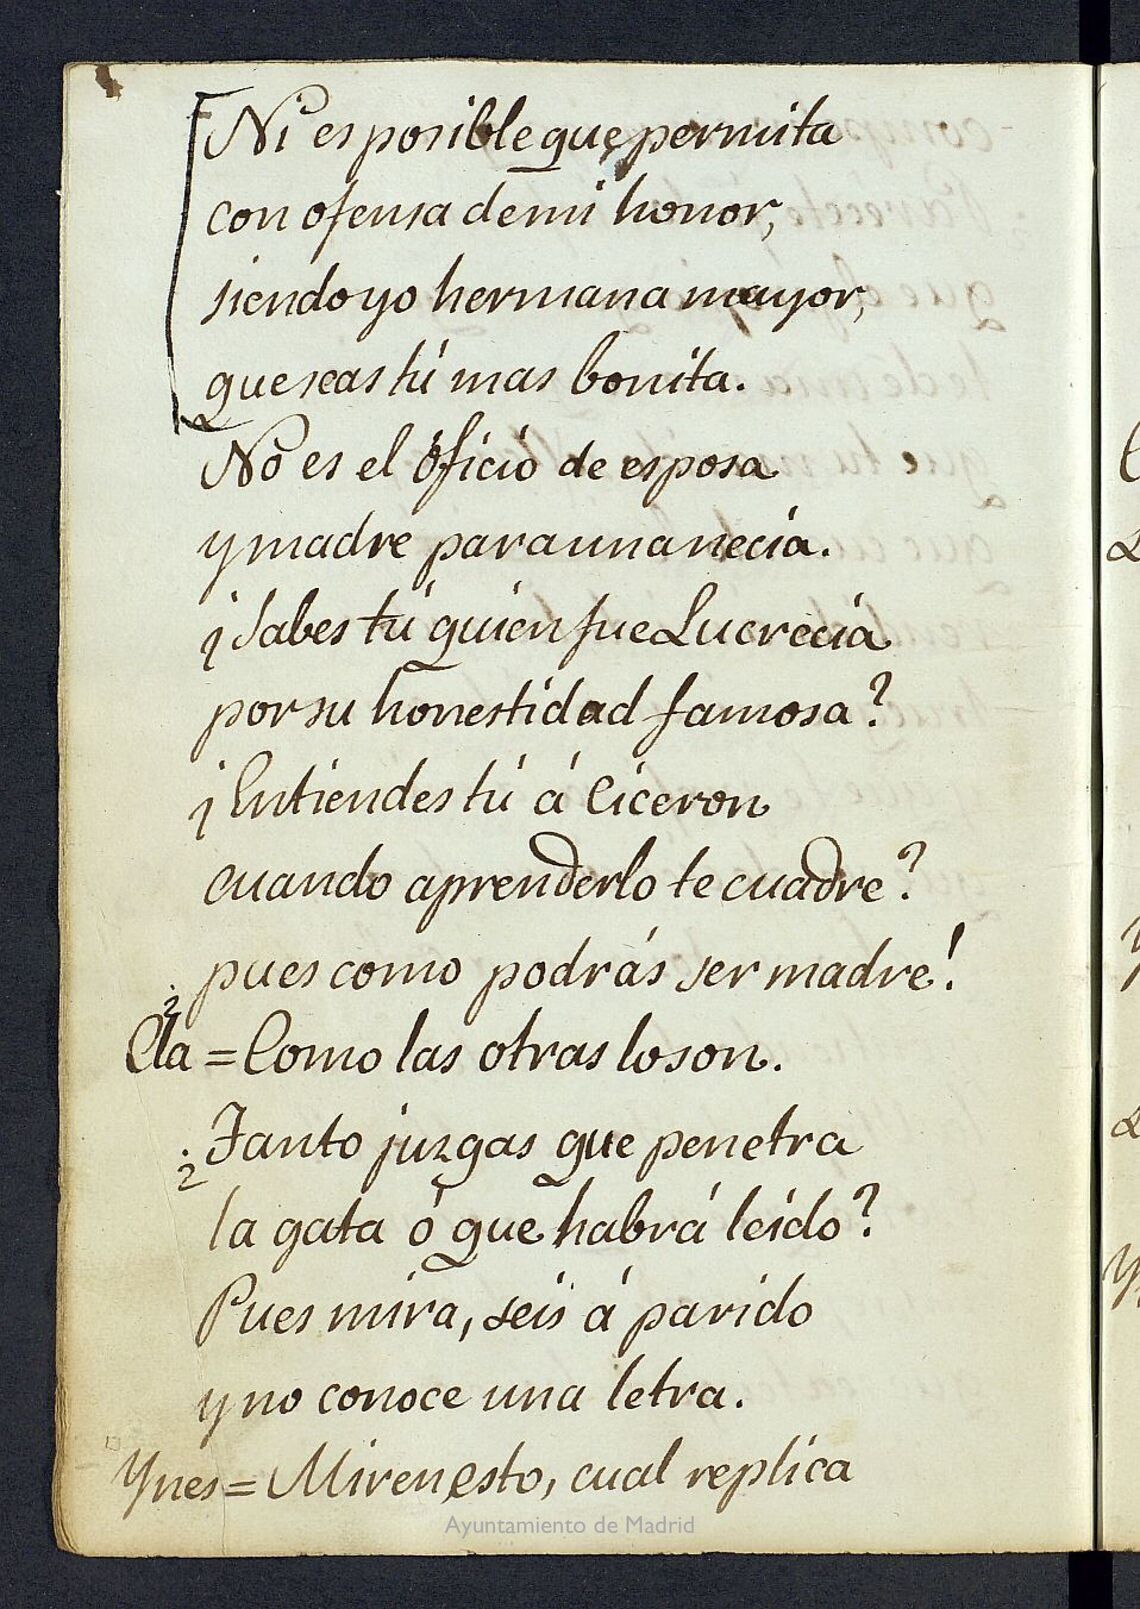 Ni es posible que permita
con ofensa de mi honor,
siendo yo hermana mayor,
que seas tú mas bonita.
No es el oficio de esposa
y madre para una necia.
¿Sabes tú quien fue Lucrecia
por su honestidad famosa?
¿Entiendes tú á Ciceron
cuando aprenderlo te cuadre?
pues como podrás ser madre!
Cla = Como las otras lo son.
¿Tanto juzgas que penetra
la gata ó que habrá leido?
Pues mira, seis á parido
y no conoce una letra.
Ynes = Miren esto, cual replica
Ayuntamiento de Madrid